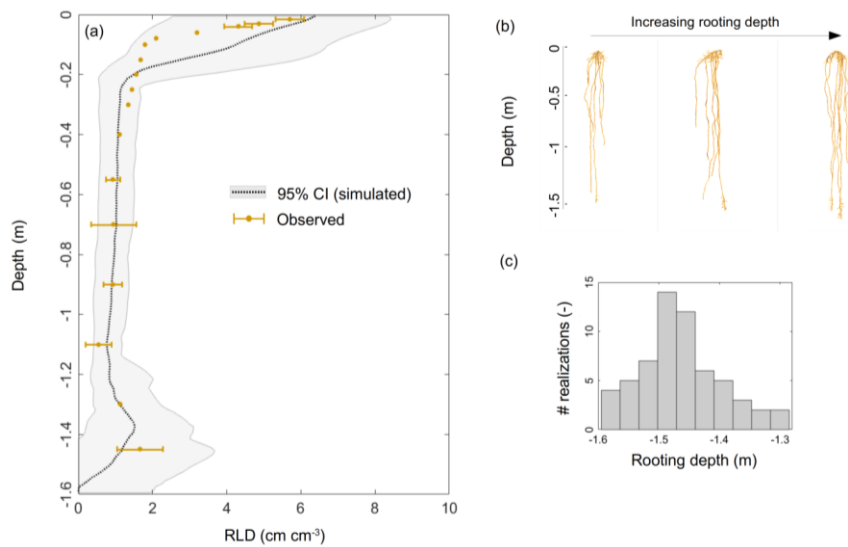 (a)
0
-0.2
-0.4
-0.6
-0.8
-1
-1.2
-1.4
-1.6
Depth (m)
0 2 4 6 8 10
RLD (cm cm⁻³)
95% CI (simulated)
Observed
(b)
Increasing rooting depth
0
-0.5
-1
-1.5
Depth (m)
(c)
15
10
5
0
# realizations (-)
-1.6 -1.5 -1.4 -1.3
Rooting depth (m)